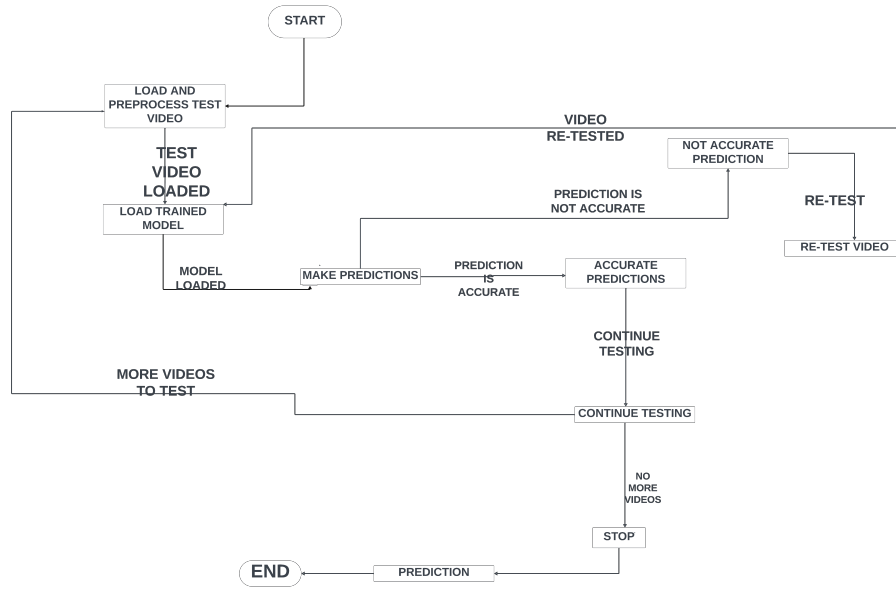 START
LOAD AND
PREPROCESS TEST
VIDEO
VIDEO
RE-TESTED
TEST
VIDEO
LOADED
NOT ACCURATE
PREDICTION
PREDICTION IS
NOT ACCURATE
RE-TEST
LOAD TRAINED
MODEL
RE-TEST VIDEO
MODEL
LOADED
MAKE PREDICTIONS
PREDICTION
IS
ACCURATE
ACCURATE
PREDICTIONS
CONTINUE
TESTING
MORE VIDEOS
TO TEST
CONTINUE TESTING
NO
MORE
VIDEOS
STOP
PREDICTION
END